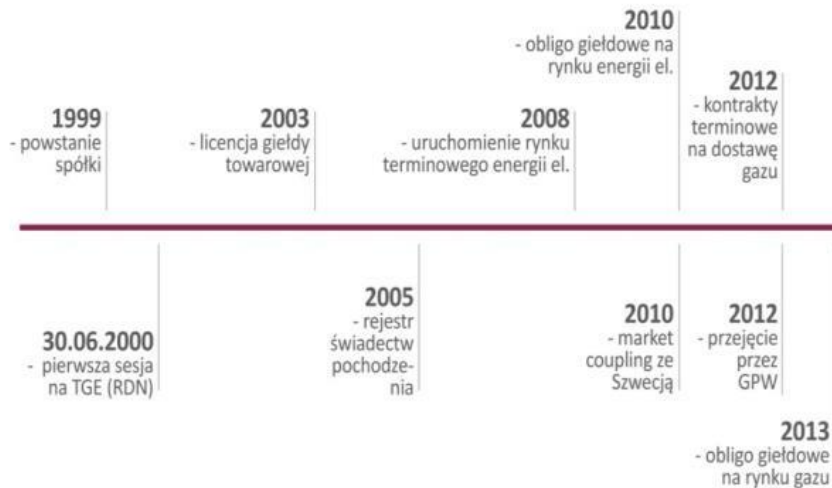 1999
- powstanie
spółki
2003
- licencja giełdy
towarowej
2008
- uruchomienie rynku
terminowego energii el.
2010
- obligo giełdowe na
rynku energii el.
2012
- kontrakty
terminowe
na dostawę
gazu
30.06.2000
- pierwsza sesja
na TGE (RDN)
2005
- rejestr
świadectw
pochodze-
nia
2010
- market
coupling ze
Szwecją
2012
- przejęcie
przez
GPW
2013
- obligo giełdowe
na rynku gazu